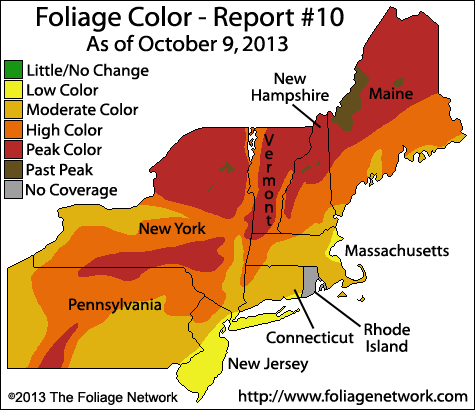 Foliage Color - Report #10
As of October 9, 2013
Little/No Change
Low Color
Moderate Color
High Color
Peak Color
Past Peak
No Coverage
New
Hampshire
Maine
Vermont
New York
Massachusetts
Pennsylvania
Connecticut
Rhode
Island
New Jersey
©2013 The Foliage Network
http://www.foliagenetwork.com